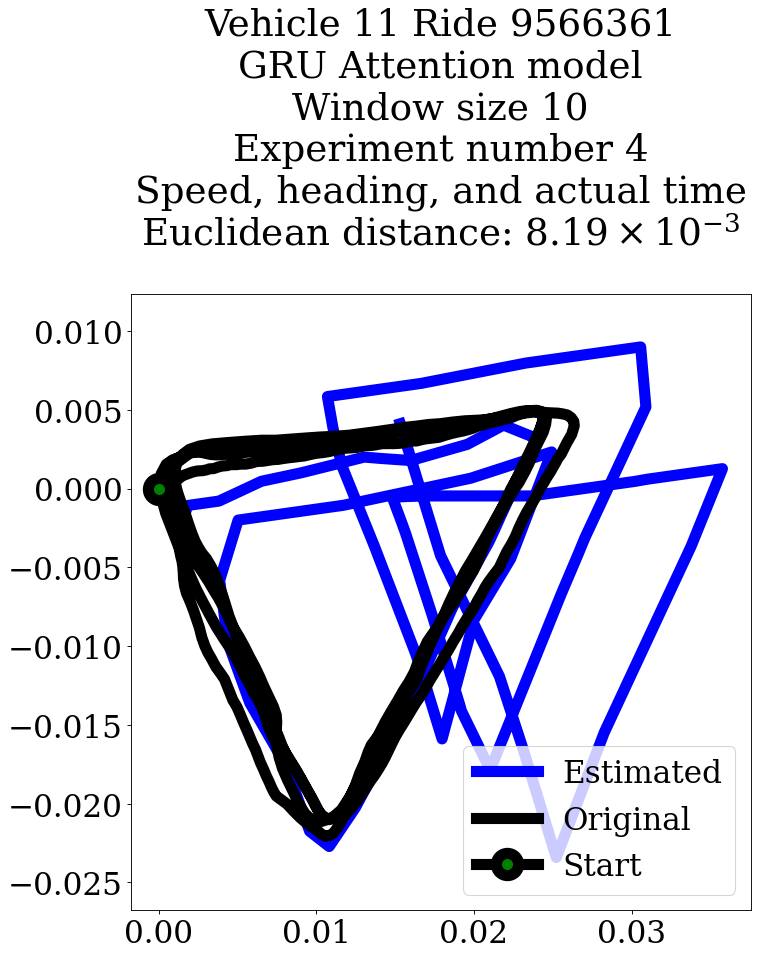 Vehicle 11 Ride 9566361
GRU Attention model
Window size 10
Experiment number 4
Speed, heading, and actual time
Euclidean distance: 8.19 × 10⁻³
0.010
0.005
0.000
−0.005
−0.010
−0.015
−0.020
−0.025
0.00 0.01 0.02 0.03
Estimated
Original
Start